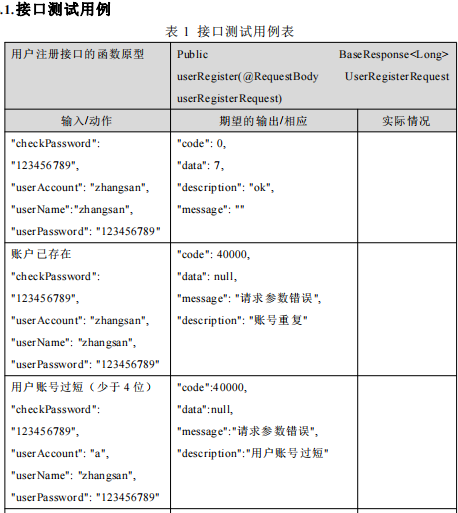 .1.接口测试用例
表 1 接口测试用例表
用户注册接口的函数原型
Public BaseResponse<Long>
userRegister(@RequestBody UserRegisterRequest
userRegisterRequest)
输入/动作
期望的输出/相应
实际情况
"checkPassword":
"123456789",
"userAccount": "zhangsan",
"userName":"zhangsan",
"userPassword": "123456789"
"code": 0,
"data": 7,
"description": "ok",
"message": ""
账户已存在
"checkPassword":
"123456789",
"userAccount": "zhangsan",
"userName": "zhangsan",
"userPassword": "123456789"
"code": 40000,
"data": null,
"message": "请求参数错误",
"description": "账号重复"
用户账号过短（少于 4 位）
"checkPassword":
"123456789",
"userAccount": "a",
"userName": "zhangsan",
"userPassword": "123456789"
"code":40000,
"data":null,
"message":"请求参数错误",
"description":"用户账号过短"